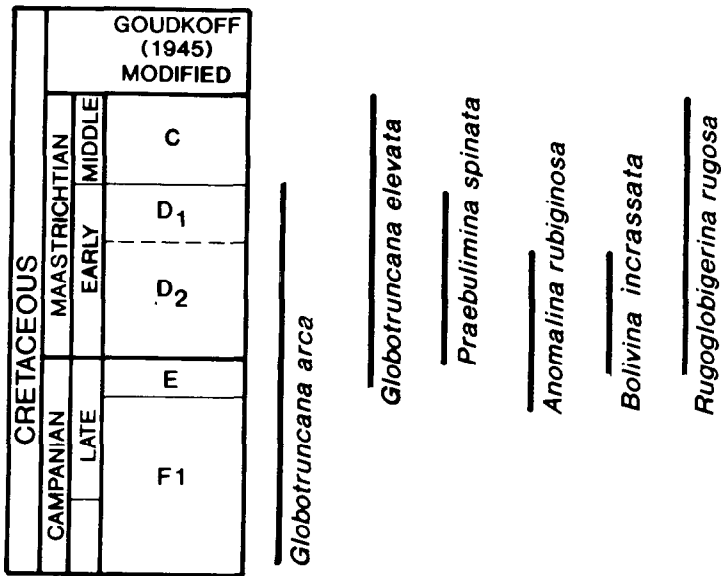 GOUDKOFF
(1945)
MODIFIED
CRETACEOUS
MAASTRICHTIAN
MIDDLE
C
EARLY
D1
D2
CAMPANIAN
LATE
E
F1
Globotruncana arca
Globotruncana elevata
Praebulimina spinata
Anomalina rubiginosa
Bolivina incrassata
Rugoglobigerina rugosa